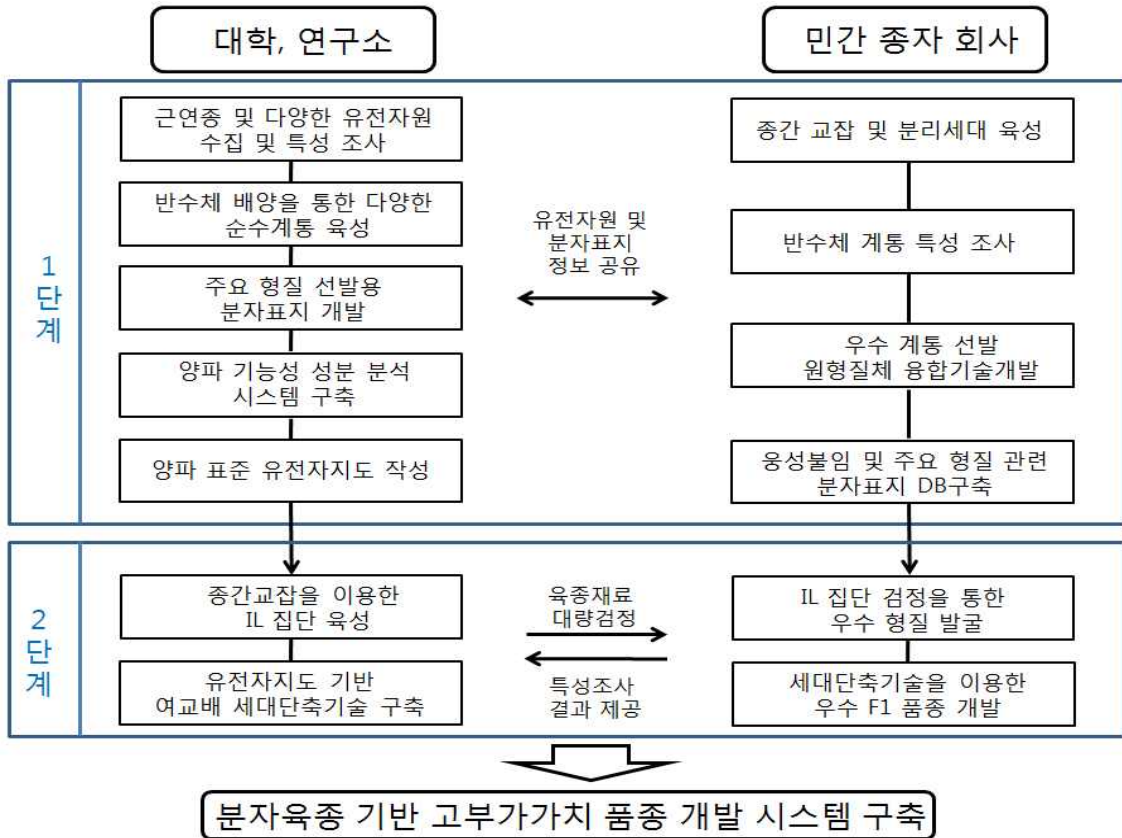 대학, 연구소
민간 종자 회사
1
단
계
근연종 및 다양한 유전자원
수집 및 특성 조사
반수체 배양을 통한 다양한
순수계통 육성
주요 형질 선발용
분자표지 개발
양파 기능성 성분 분석
시스템 구축
양파 표준 유전자지도 작성
유전자원 및
분자표지
정보 공유
종간 교잡 및 분리세대 육성
반수체 계통 특성 조사
우수 계통 선발
원형질체 융합기술개발
웅성불임 및 주요 형질 관련
분자표지 DB구축
2
단
계
종간교잡을 이용한
IL 집단 육성
유전자지도 기반
여교배 세대단축기술 구축
육종재료
대량검정
특성조사
결과 제공
IL 집단 검정을 통한
우수 형질 발굴
세대단축기술을 이용한
우수 F1 품종 개발
분자육종 기반 고부가가치 품종 개발 시스템 구축